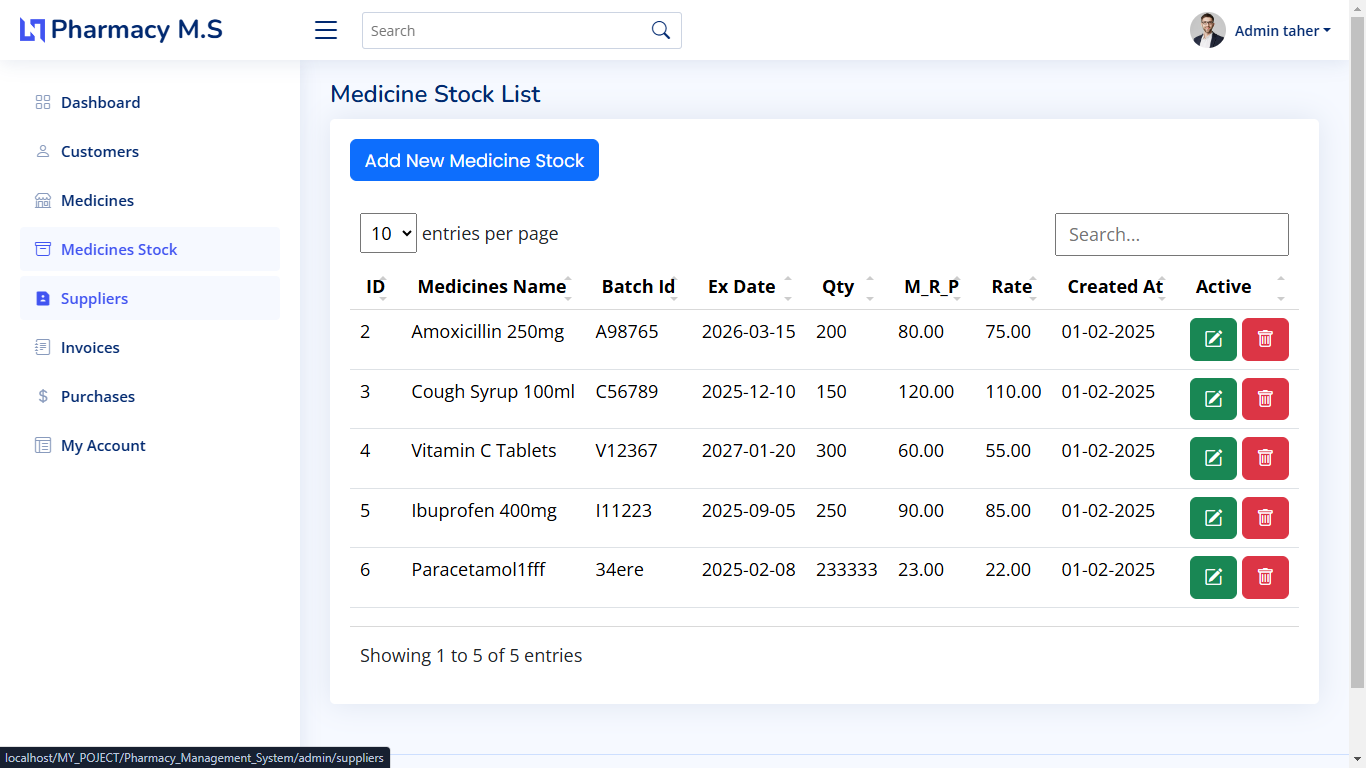 Pharmacy M.S
Search
Admin taher
Dashboard
Customers
Medicines
Medicines Stock
Suppliers
Invoices
Purchases
My Account
Medicine Stock List
Add New Medicine Stock
10 entries per page
Search...
ID Medicines Name Batch Id Ex Date Qty M_R_P Rate Created At Active
2 Amoxicillin 250mg A98765 2026-03-15 200 80.00 75.00 01-02-2025
3 Cough Syrup 100ml C56789 2025-12-10 150 120.00 110.00 01-02-2025
4 Vitamin C Tablets V12367 2027-01-20 300 60.00 55.00 01-02-2025
5 Ibuprofen 400mg I11223 2025-09-05 250 90.00 85.00 01-02-2025
6 Paracetamol1fff 34ere 2025-02-08 233333 23.00 22.00 01-02-2025
Showing 1 to 5 of 5 entries
localhost/MY_POJECT/Pharmacy_Management_System/admin/suppliers